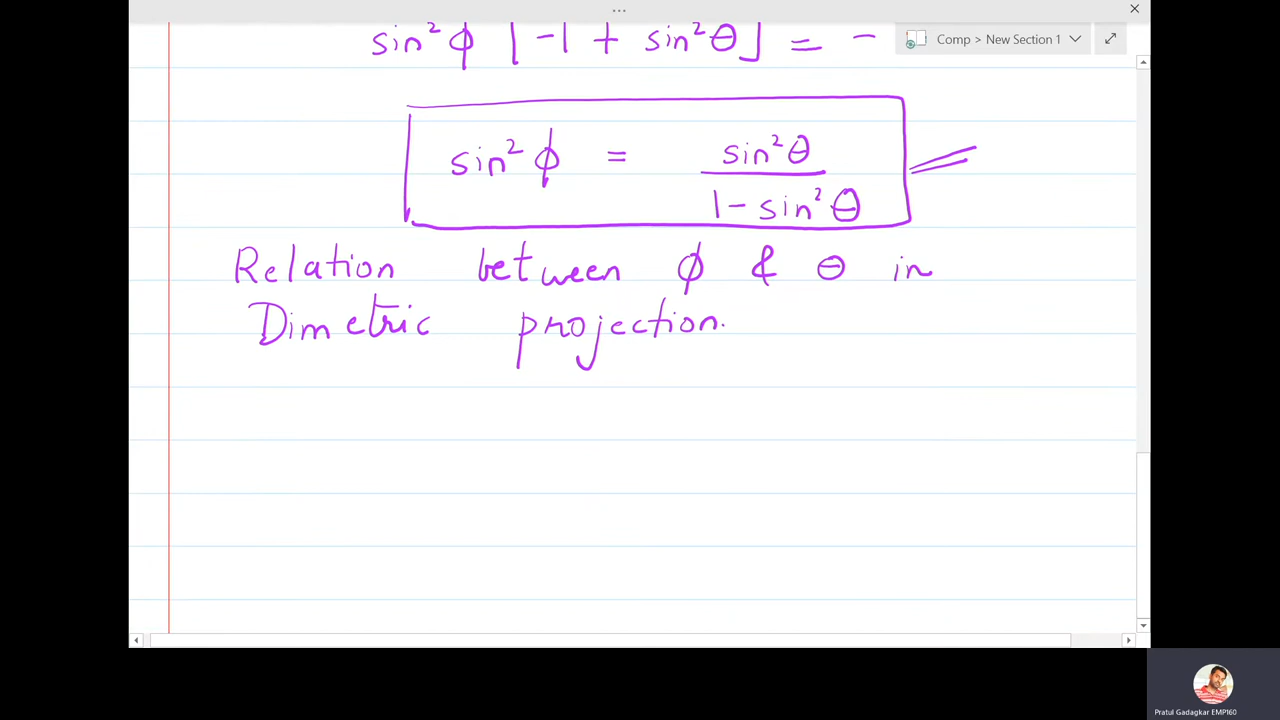 sin²ϕ [-1 + sin²θ] = -
Comp > New Section 1
sin²ϕ = sin²θ
1 - sin²θ
Relation between ϕ & θ in
Dimetric projection.
Pratul Gadagkar EMP160